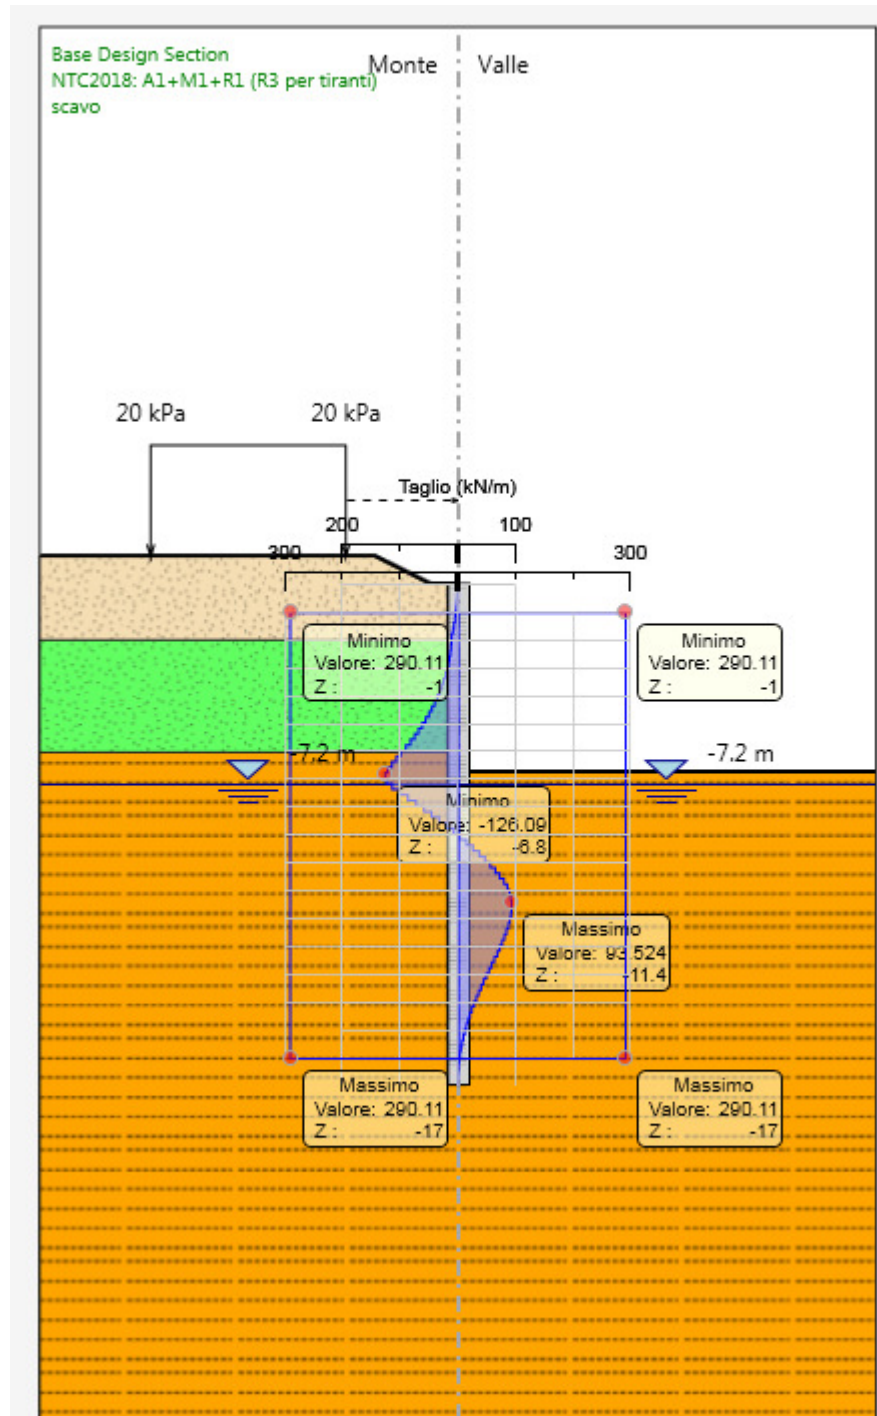 Base Design Section
NTC2018: A1+M1+R1 (R3 per tiranti)
scavo
Monte
Valle
20 kPa
20 kPa
Taglio (kN/m)
200
100
300
300
Minimo
Valore: 290.11
Z : -1
Minimo
Valore: 290.11
Z : -1
-7.2 m
-7.2 m
Minimo
Valore: -126.09
Z : -6.8
Massimo
Valore: 93.524
Z : -11.4
Massimo
Valore: 290.11
Z : -17
Massimo
Valore: 290.11
Z : -17